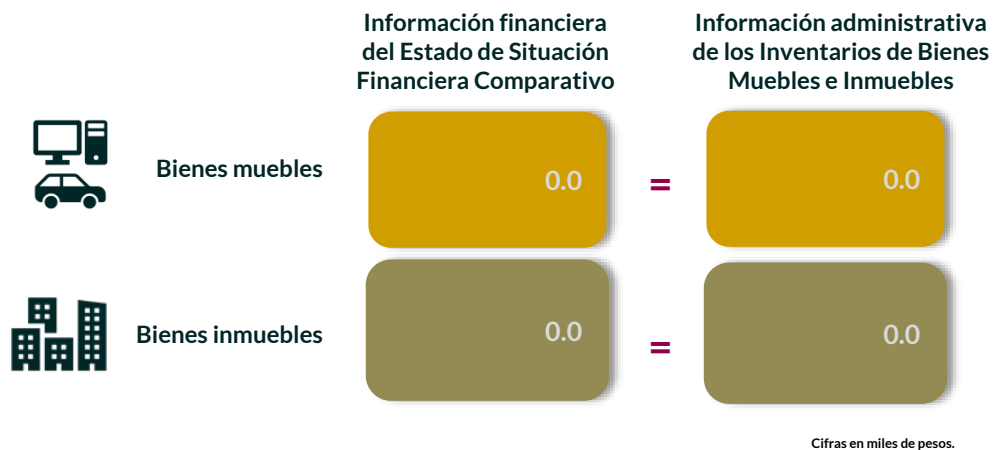 Información financiera
del Estado de Situación
Financiera Comparativo
Información administrativa
de los Inventarios de Bienes
Muebles e Inmuebles
Bienes muebles
0.0
=
0.0
Bienes inmuebles
0.0
=
0.0
Cifras en miles de pesos.